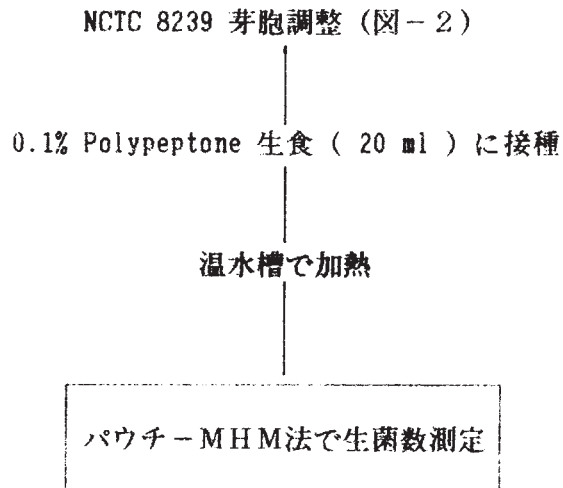 NCTC 8239 芽胞調整 (図－2)
0.1% Polypeptone 生食 ( 20 ml ) に接種
温水槽で加熱
パウチ－MHM法で生菌数測定